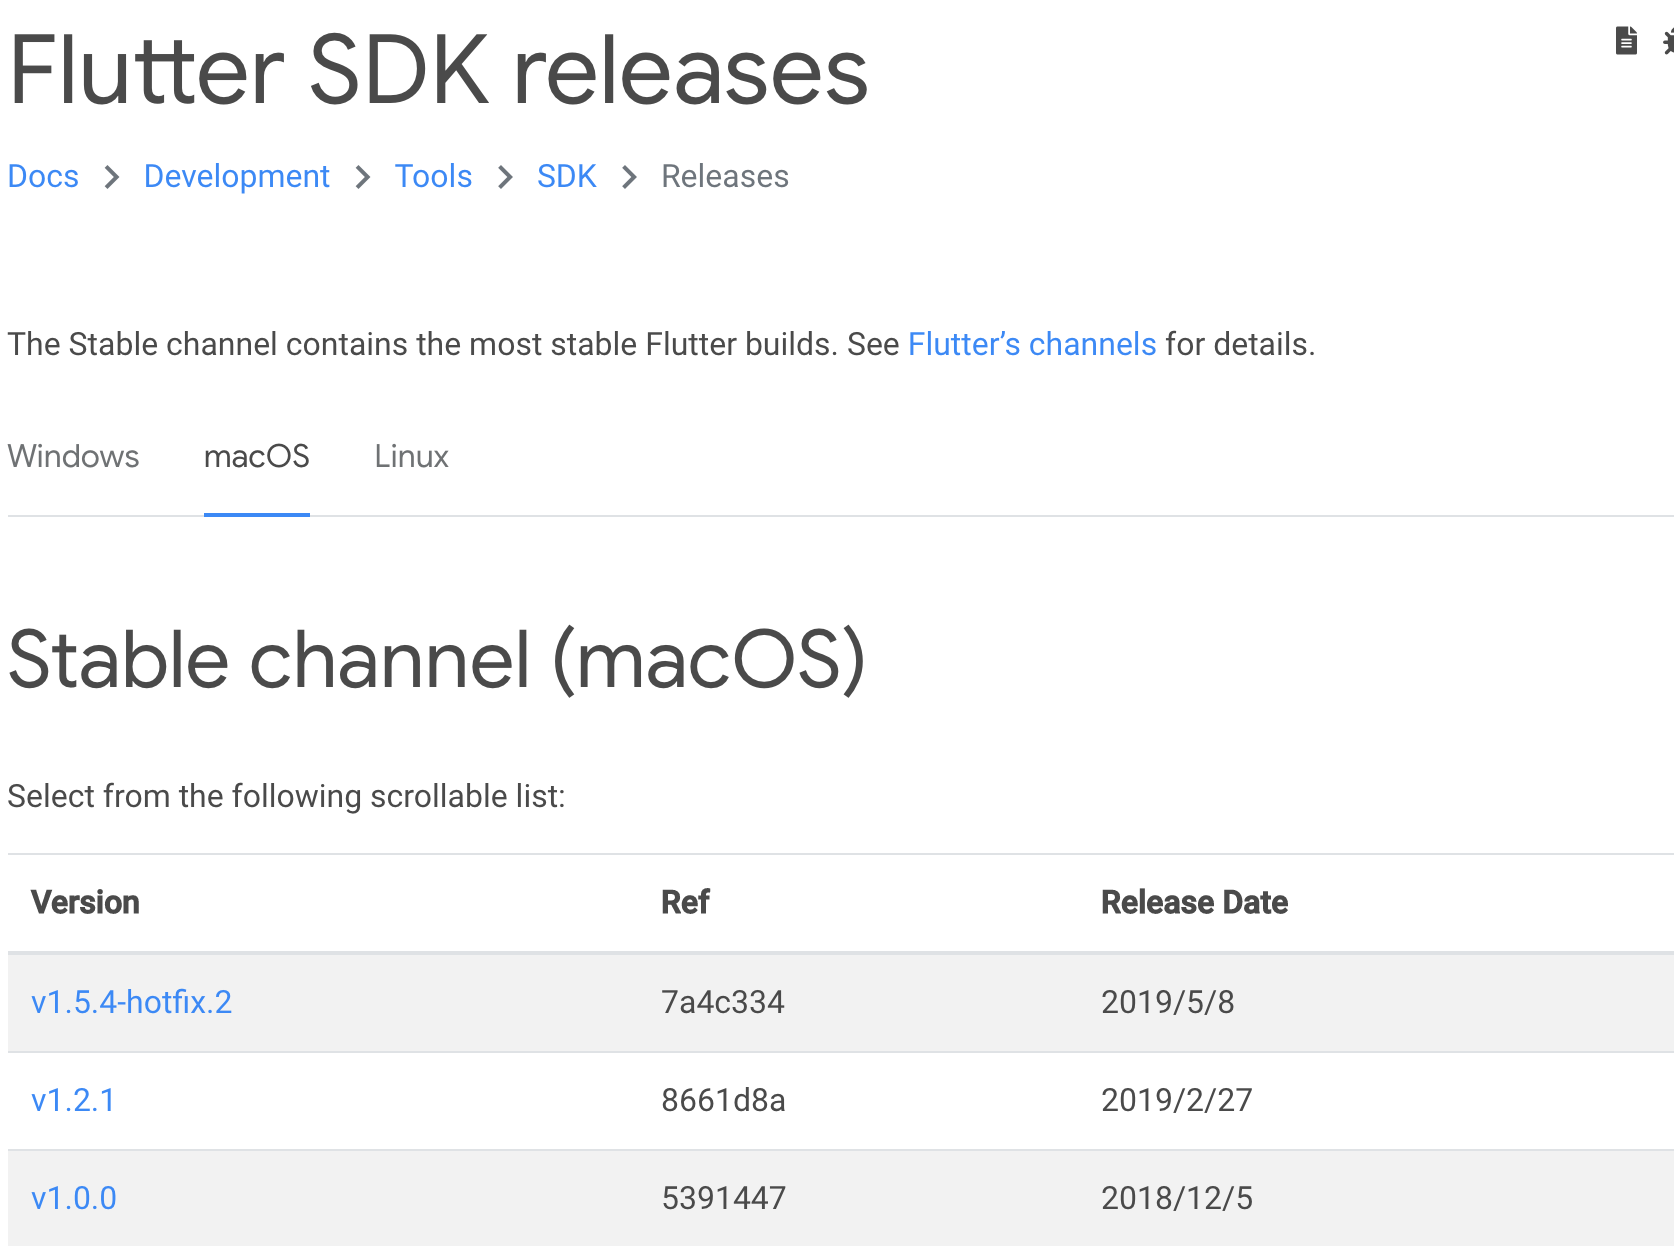 Flutter SDK releases
Docs > Development > Tools > SDK > Releases
The Stable channel contains the most stable Flutter builds. See Flutter’s channels for details.
Windows macOS Linux
Stable channel (macOS)
Select from the following scrollable list:
Version Ref Release Date
v1.5.4-hotfix.2 7a4c334 2019/5/8
v1.2.1 8661d8a 2019/2/27
v1.0.0 5391447 2018/12/5